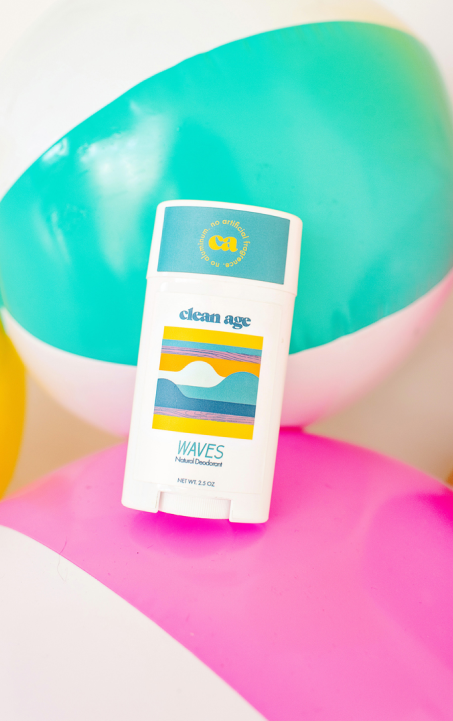 no aluminum. no artificial fragrance.
ca
clean age
WAVES
Natural Deodorant
NET WT. 2.5 OZ